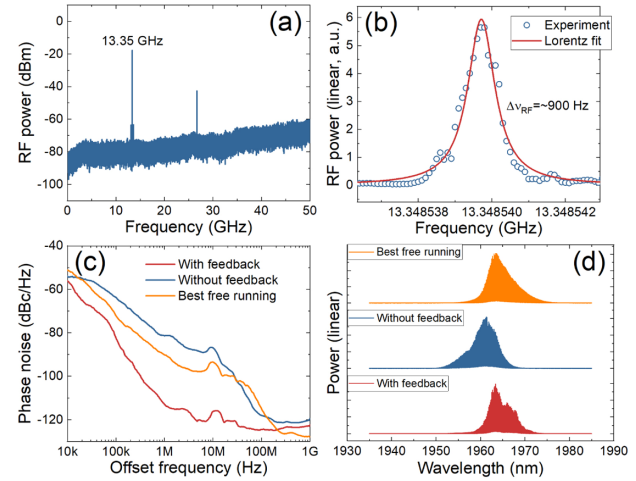 (a)
13.35 GHz
RF power (dBm)
0
-20
-40
-60
-80
-100
0 10 20 30 40 50
Frequency (GHz)
(b)
Experiment
Lorentz fit
ΔνRF=~900 Hz
RF power (linear, a.u.)
6
5
4
3
2
1
0
13.348538 13.348540 13.348542
Frequency (GHz)
(c)
With feedback
Without feedback
Best free running
Phase noise (dBc/Hz)
-40
-60
-80
-100
-120
10k 100k 1M 10M 100M 1G
Offset frequency (Hz)
(d)
Best free running
Without feedback
With feedback
Power (linear)
1930 1940 1950 1960 1970 1980 1990
Wavelength (nm)